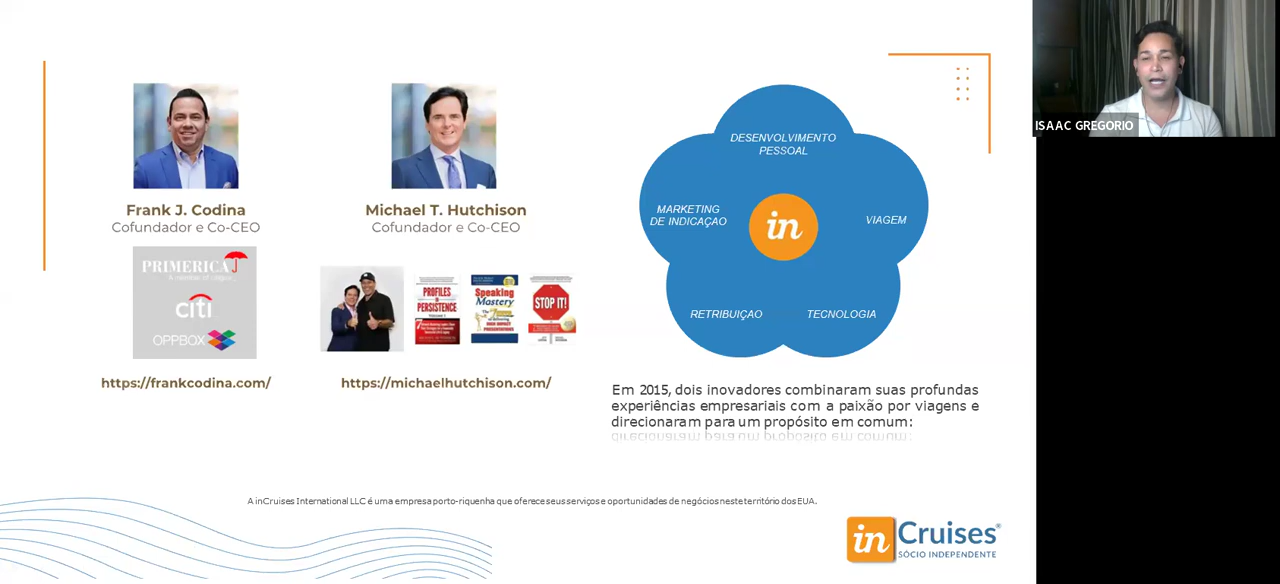 Frank J. Codina
Cofundador e Co-CEO
PRIMERICA
citi
OPPBOX
https://frankcodina.com/
Michael T. Hutchison
Cofundador e Co-CEO
PROFILES
PERSISTENCE
Speaking
Mastery
STOP IT!
https://michaelhutchison.com/
DESENVOLVIMENTO
PESSOAL
MARKETING
DE INDICAÇAO
in
VIAGEM
RETRIBUIÇAO
TECNOLOGIA
Em 2015, dois inovadores combinaram suas profundas
experiências empresariais com a paixão por viagens e
direcionaram para um propósito em comum:
A inCruises International LLC é uma empresa porto-riquenha que oferece seus serviços e oportunidades de negócios neste território dos EUA.
in Cruises®
SÓCIO INDEPENDENTE
ISAAC GREGORIO